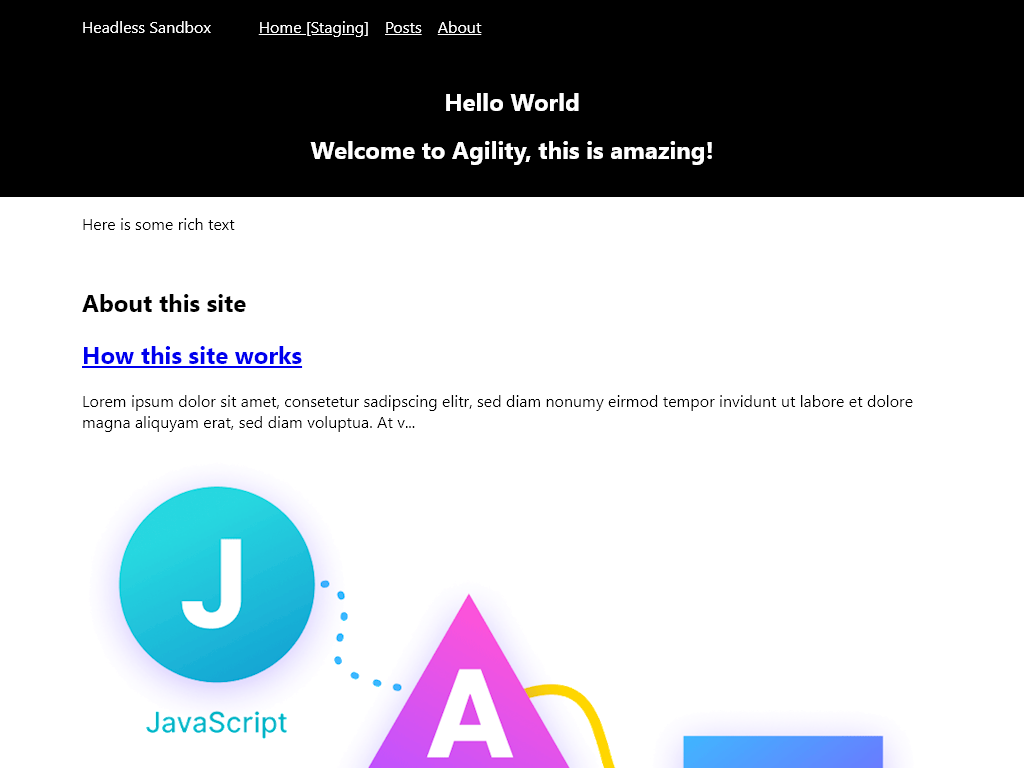 Headless Sandbox Home [Staging] Posts About
Hello World
Welcome to Agility, this is amazing!
Here is some rich text
About this site
How this site works
Lorem ipsum dolor sit amet, consetetur sadipscing elitr, sed diam nonumy eirmod tempor invidunt ut labore et dolore
magna aliquyam erat, sed diam voluptua. At v...
J
JavaScript
A